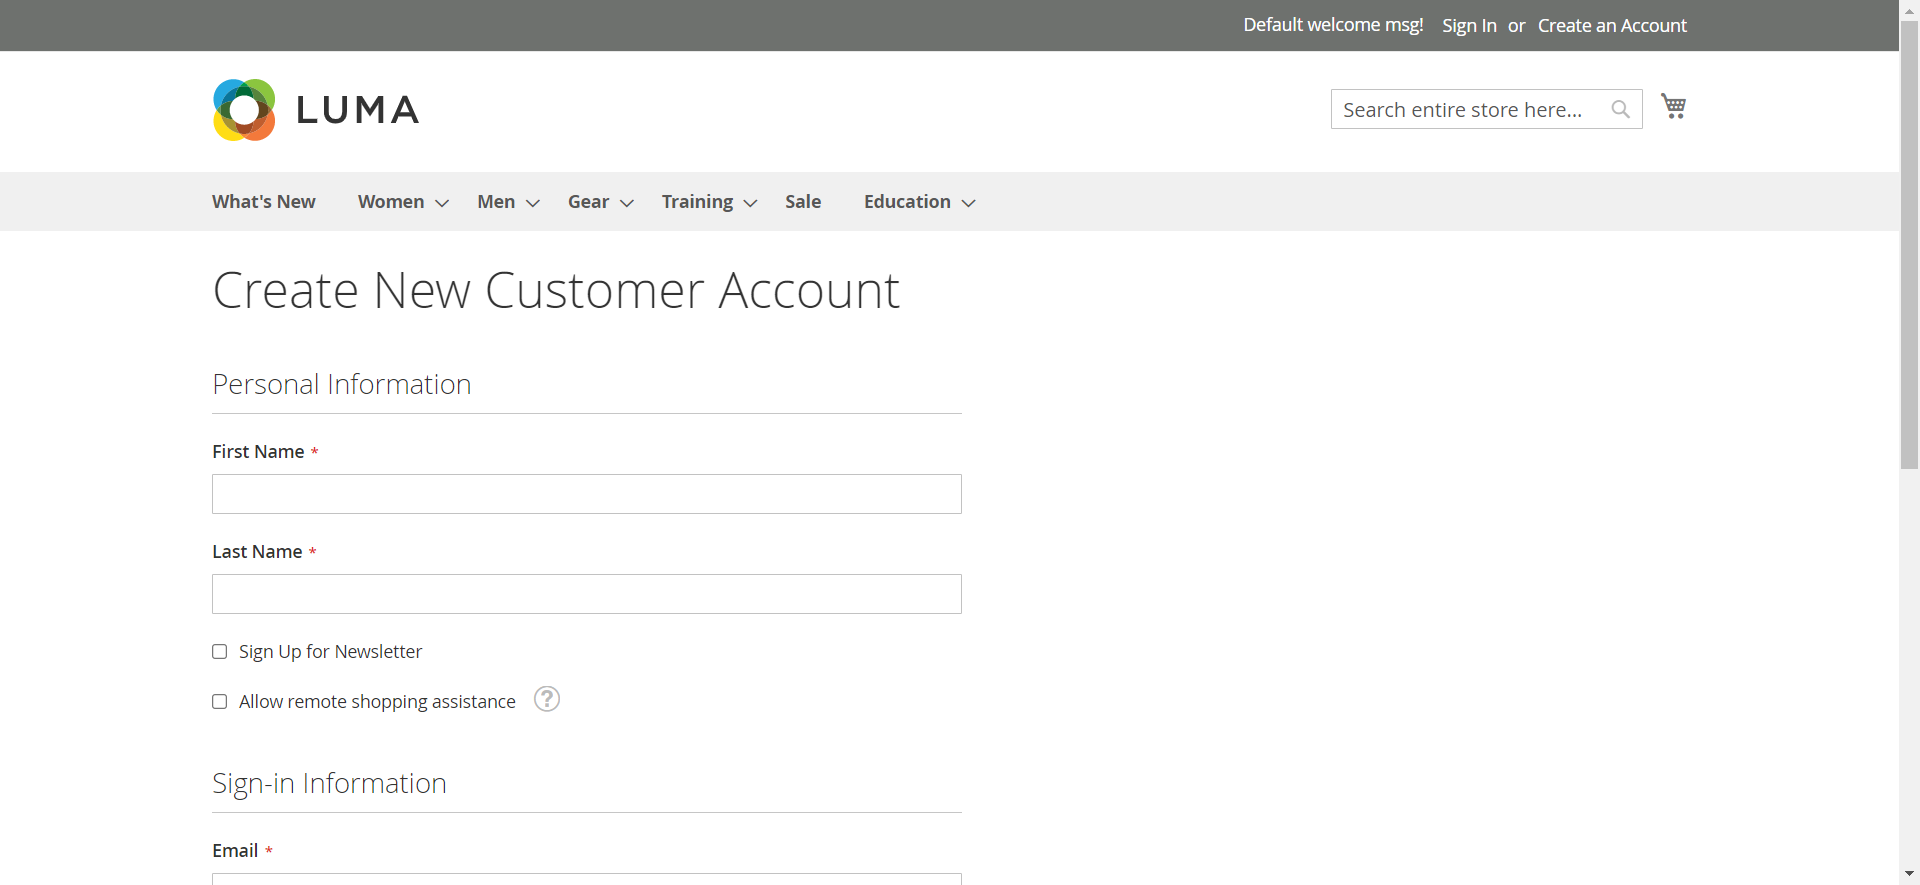 Default welcome msg! Sign In or Create an Account
LUMA
Search entire store here...
What's New Women Men Gear Training Sale Education
Create New Customer Account
Personal Information
First Name *
Last Name *
Sign Up for Newsletter
Allow remote shopping assistance ?
Sign-in Information
Email *